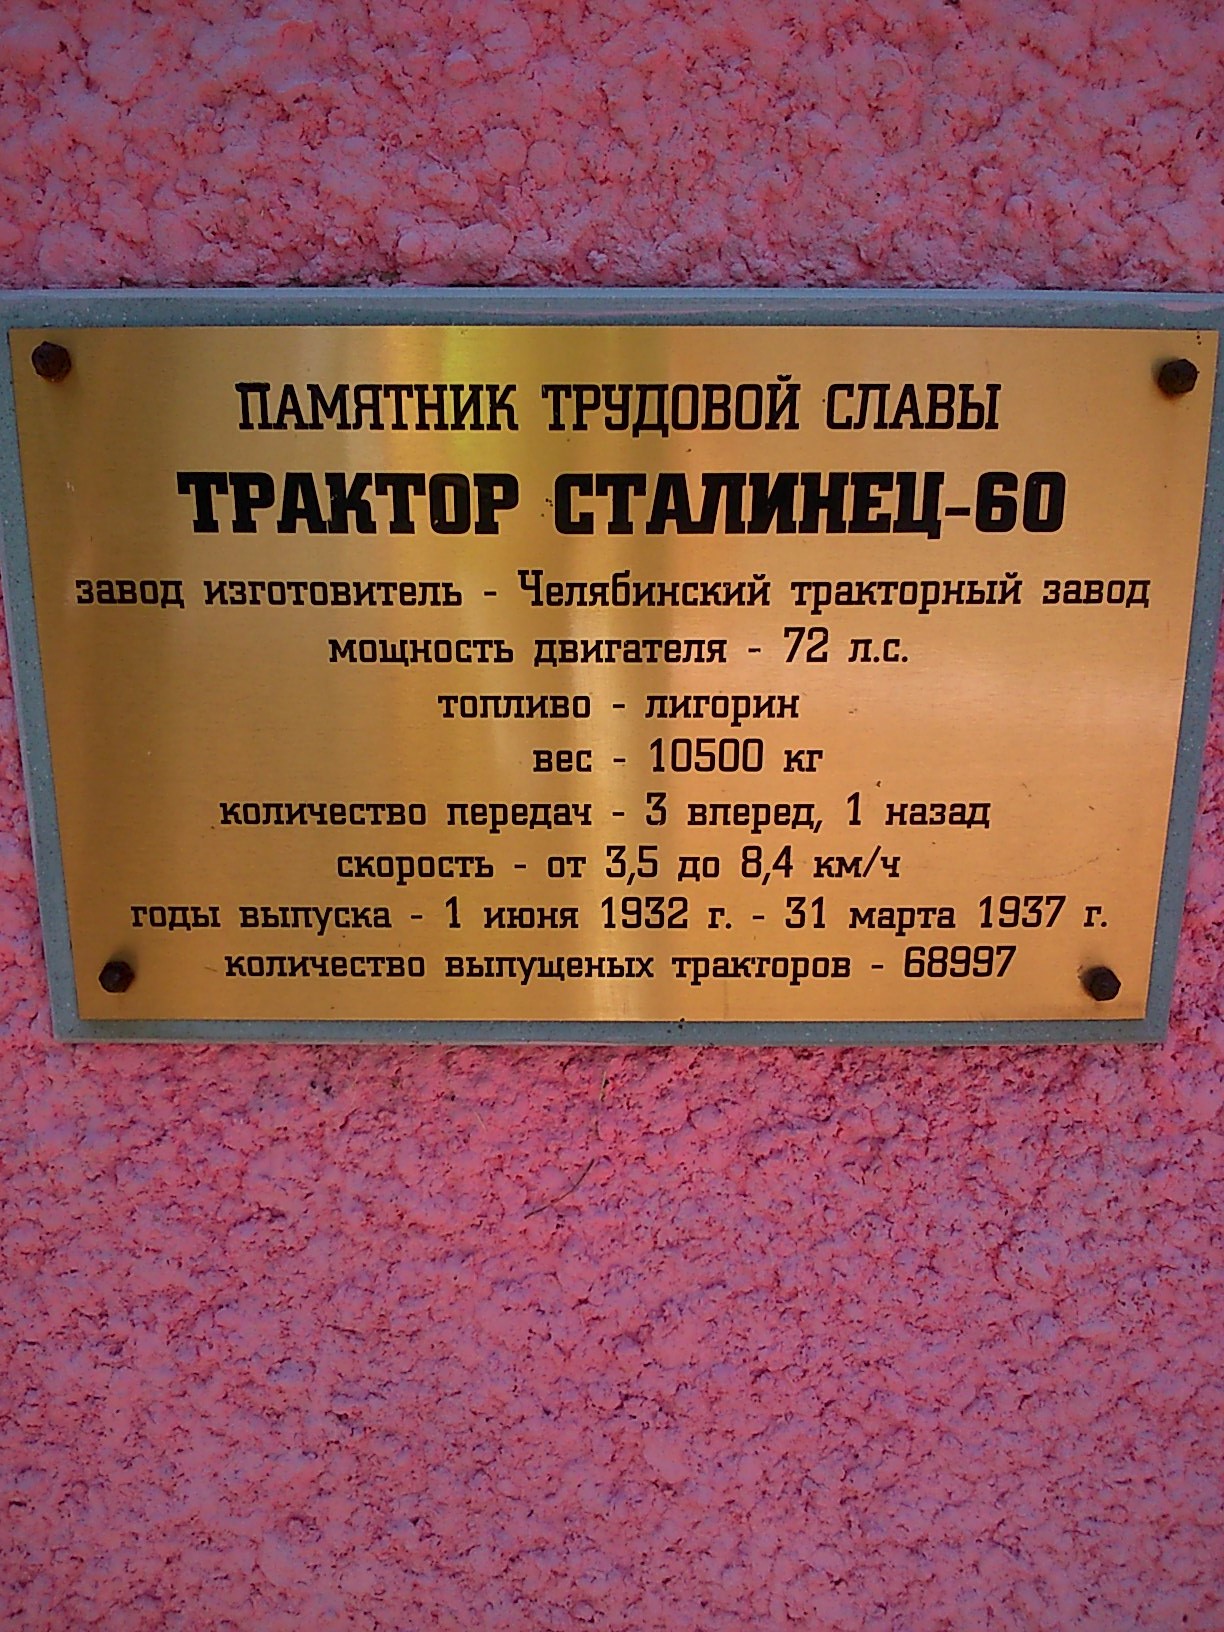 ПАМЯТНИК ТРУДОВОЙ СЛАВЫ
ТРАКТОР СТАЛИНЕЦ-60
завод изготовитель - Челябинский тракторный завод
мощность двигателя - 72 л.с.
топливо - лигорин
вес - 10500 кг
количество передач - 3 вперед, 1 назад
скорость - от 3,5 до 8,4 км/ч
годы выпуска - 1 июня 1932 г. - 31 марта 1937 г.
количество выпущеных тракторов - 68997